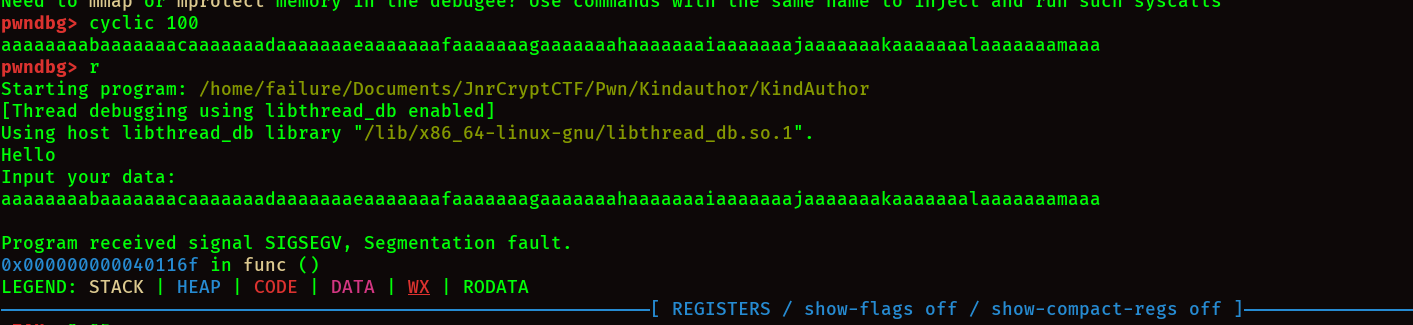 Need to mmap or mprotect memory in the debugee? Use commands with the same name to inject and run such syscalls
pwndbg> cyclic 100
aaaaaaaabaaaaaaacaaaaaaadaaaaaaaeaaaaaaafaaaaaaagaaaaaaahaaaaaaaiaaaaaaajaaaaaaakaaaaaaalaaaaaaamaaa
pwndbg> r
Starting program: /home/failure/Documents/JnrCryptCTF/Pwn/Kindauthor/KindAuthor
[Thread debugging using libthread_db enabled]
Using host libthread_db library "/lib/x86_64-linux-gnu/libthread_db.so.1".
Hello
Input your data:
aaaaaaaabaaaaaaacaaaaaaadaaaaaaaeaaaaaaafaaaaaaagaaaaaaahaaaaaaaiaaaaaaajaaaaaaakaaaaaaalaaaaaaamaaa
Program received signal SIGSEGV, Segmentation fault.
0x000000000040116f in func ()
LEGEND: STACK | HEAP | CODE | DATA | WX | RODATA
[ REGISTERS / show-flags off / show-compact-regs off ]